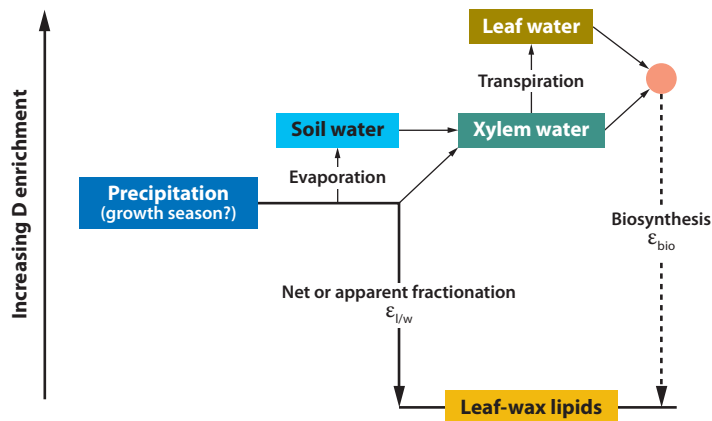 Leaf water
Transpiration
Soil water
Xylem water
Evaporation
Precipitation
(growth season?)
Increasing D enrichment
Biosynthesis
εbio
Net or apparent fractionation
εl/w
Leaf-wax lipids